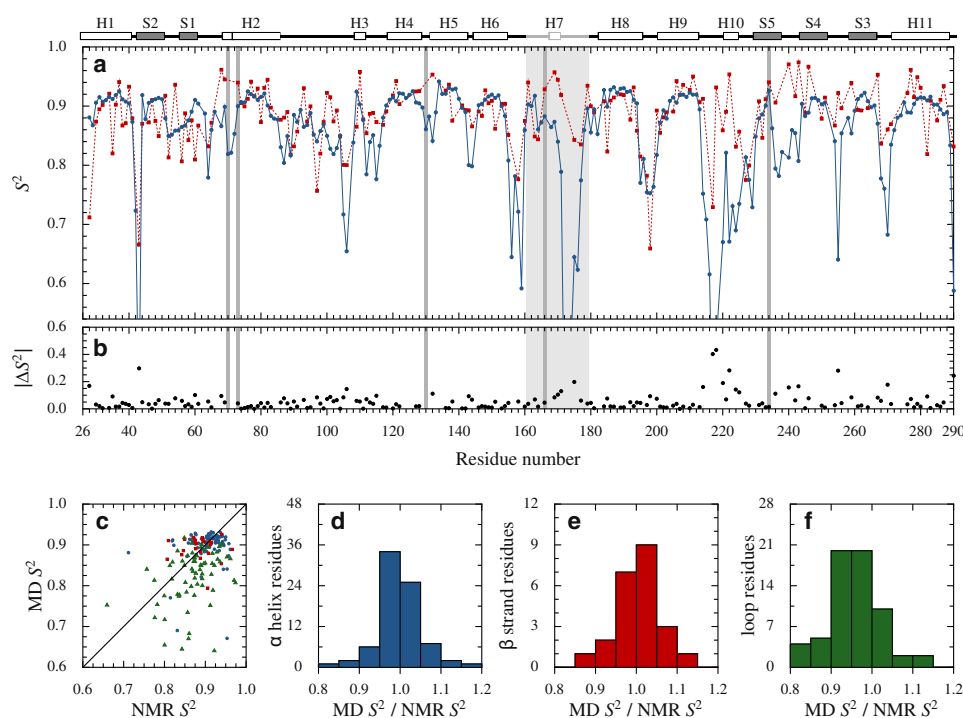 H1 S2 S1 H2 H3 H4 H5 H6 H7 H8 H9 H10 S5 S4 S3 H11
a
1.0
0.9
0.8
0.7
0.6
S²
b
0.6
0.4
0.2
0.0
|ΔS²|
26 40 60 80 100 120 140 160 180 200 220 240 260 280 290
Residue number
c
1.0
0.9
0.8
0.7
0.6
MD S²
0.6 0.7 0.8 0.9 1.0
NMR S²
d
48
36
24
12
0
α helix residues
0.8 0.9 1.0 1.1 1.2
MD S² / NMR S²
e
12
9
6
3
0
β strand residues
0.8 0.9 1.0 1.1 1.2
MD S² / NMR S²
f
28
21
14
7
0
loop residues
0.8 0.9 1.0 1.1 1.2
MD S² / NMR S²